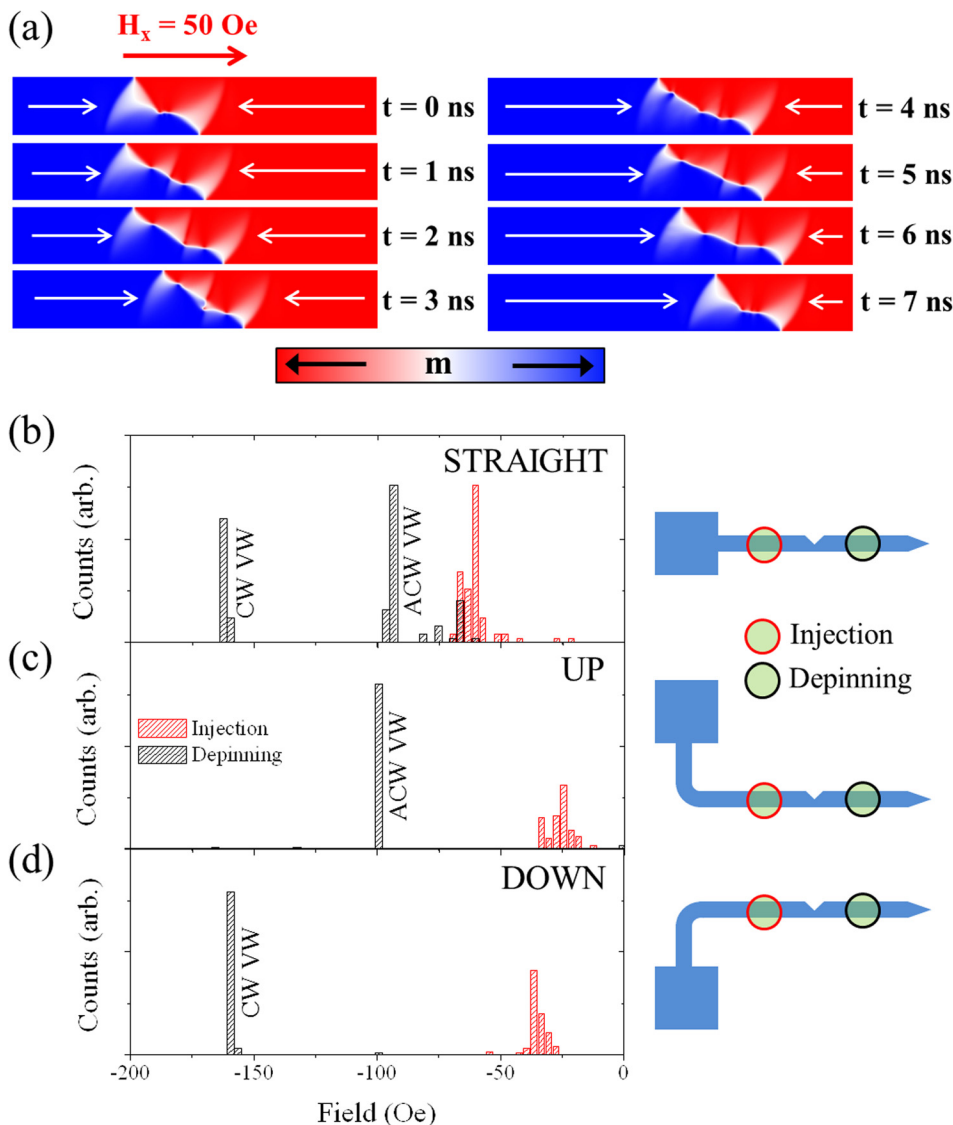 (a)
Hx = 50 Oe
t = 0 ns
t = 1 ns
t = 2 ns
t = 3 ns
t = 4 ns
t = 5 ns
t = 6 ns
t = 7 ns
m
(b)
STRAIGHT
Counts (arb.)
CW VW
ACW VW
Injection
Depinning
(c)
UP
Counts (arb.)
Injection
Depinning
ACW VW
(d)
DOWN
Counts (arb.)
CW VW
-200 -150 -100 -50 0
Field (Oe)